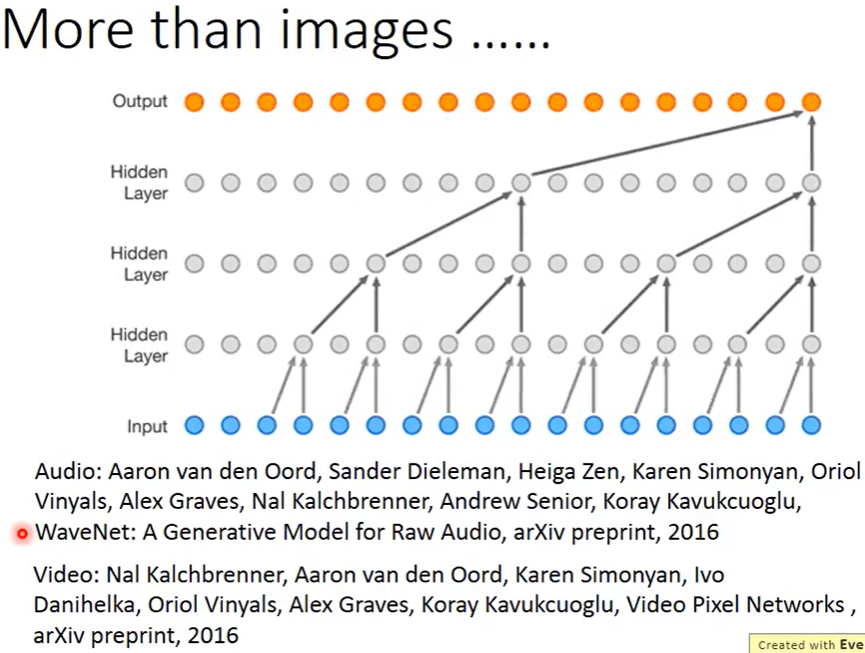 More than images ……
Output
Hidden
Layer
Hidden
Layer
Hidden
Layer
Input
Audio: Aaron van den Oord, Sander Dieleman, Heiga Zen, Karen Simonyan, Oriol
Vinyals, Alex Graves, Nal Kalchbrenner, Andrew Senior, Koray Kavukcuoglu,
WaveNet: A Generative Model for Raw Audio, arXiv preprint, 2016
Video: Nal Kalchbrenner, Aaron van den Oord, Karen Simonyan, Ivo
Danihelka, Oriol Vinyals, Alex Graves, Koray Kavukcuoglu, Video Pixel Networks ,
arXiv preprint, 2016
Created with Eve